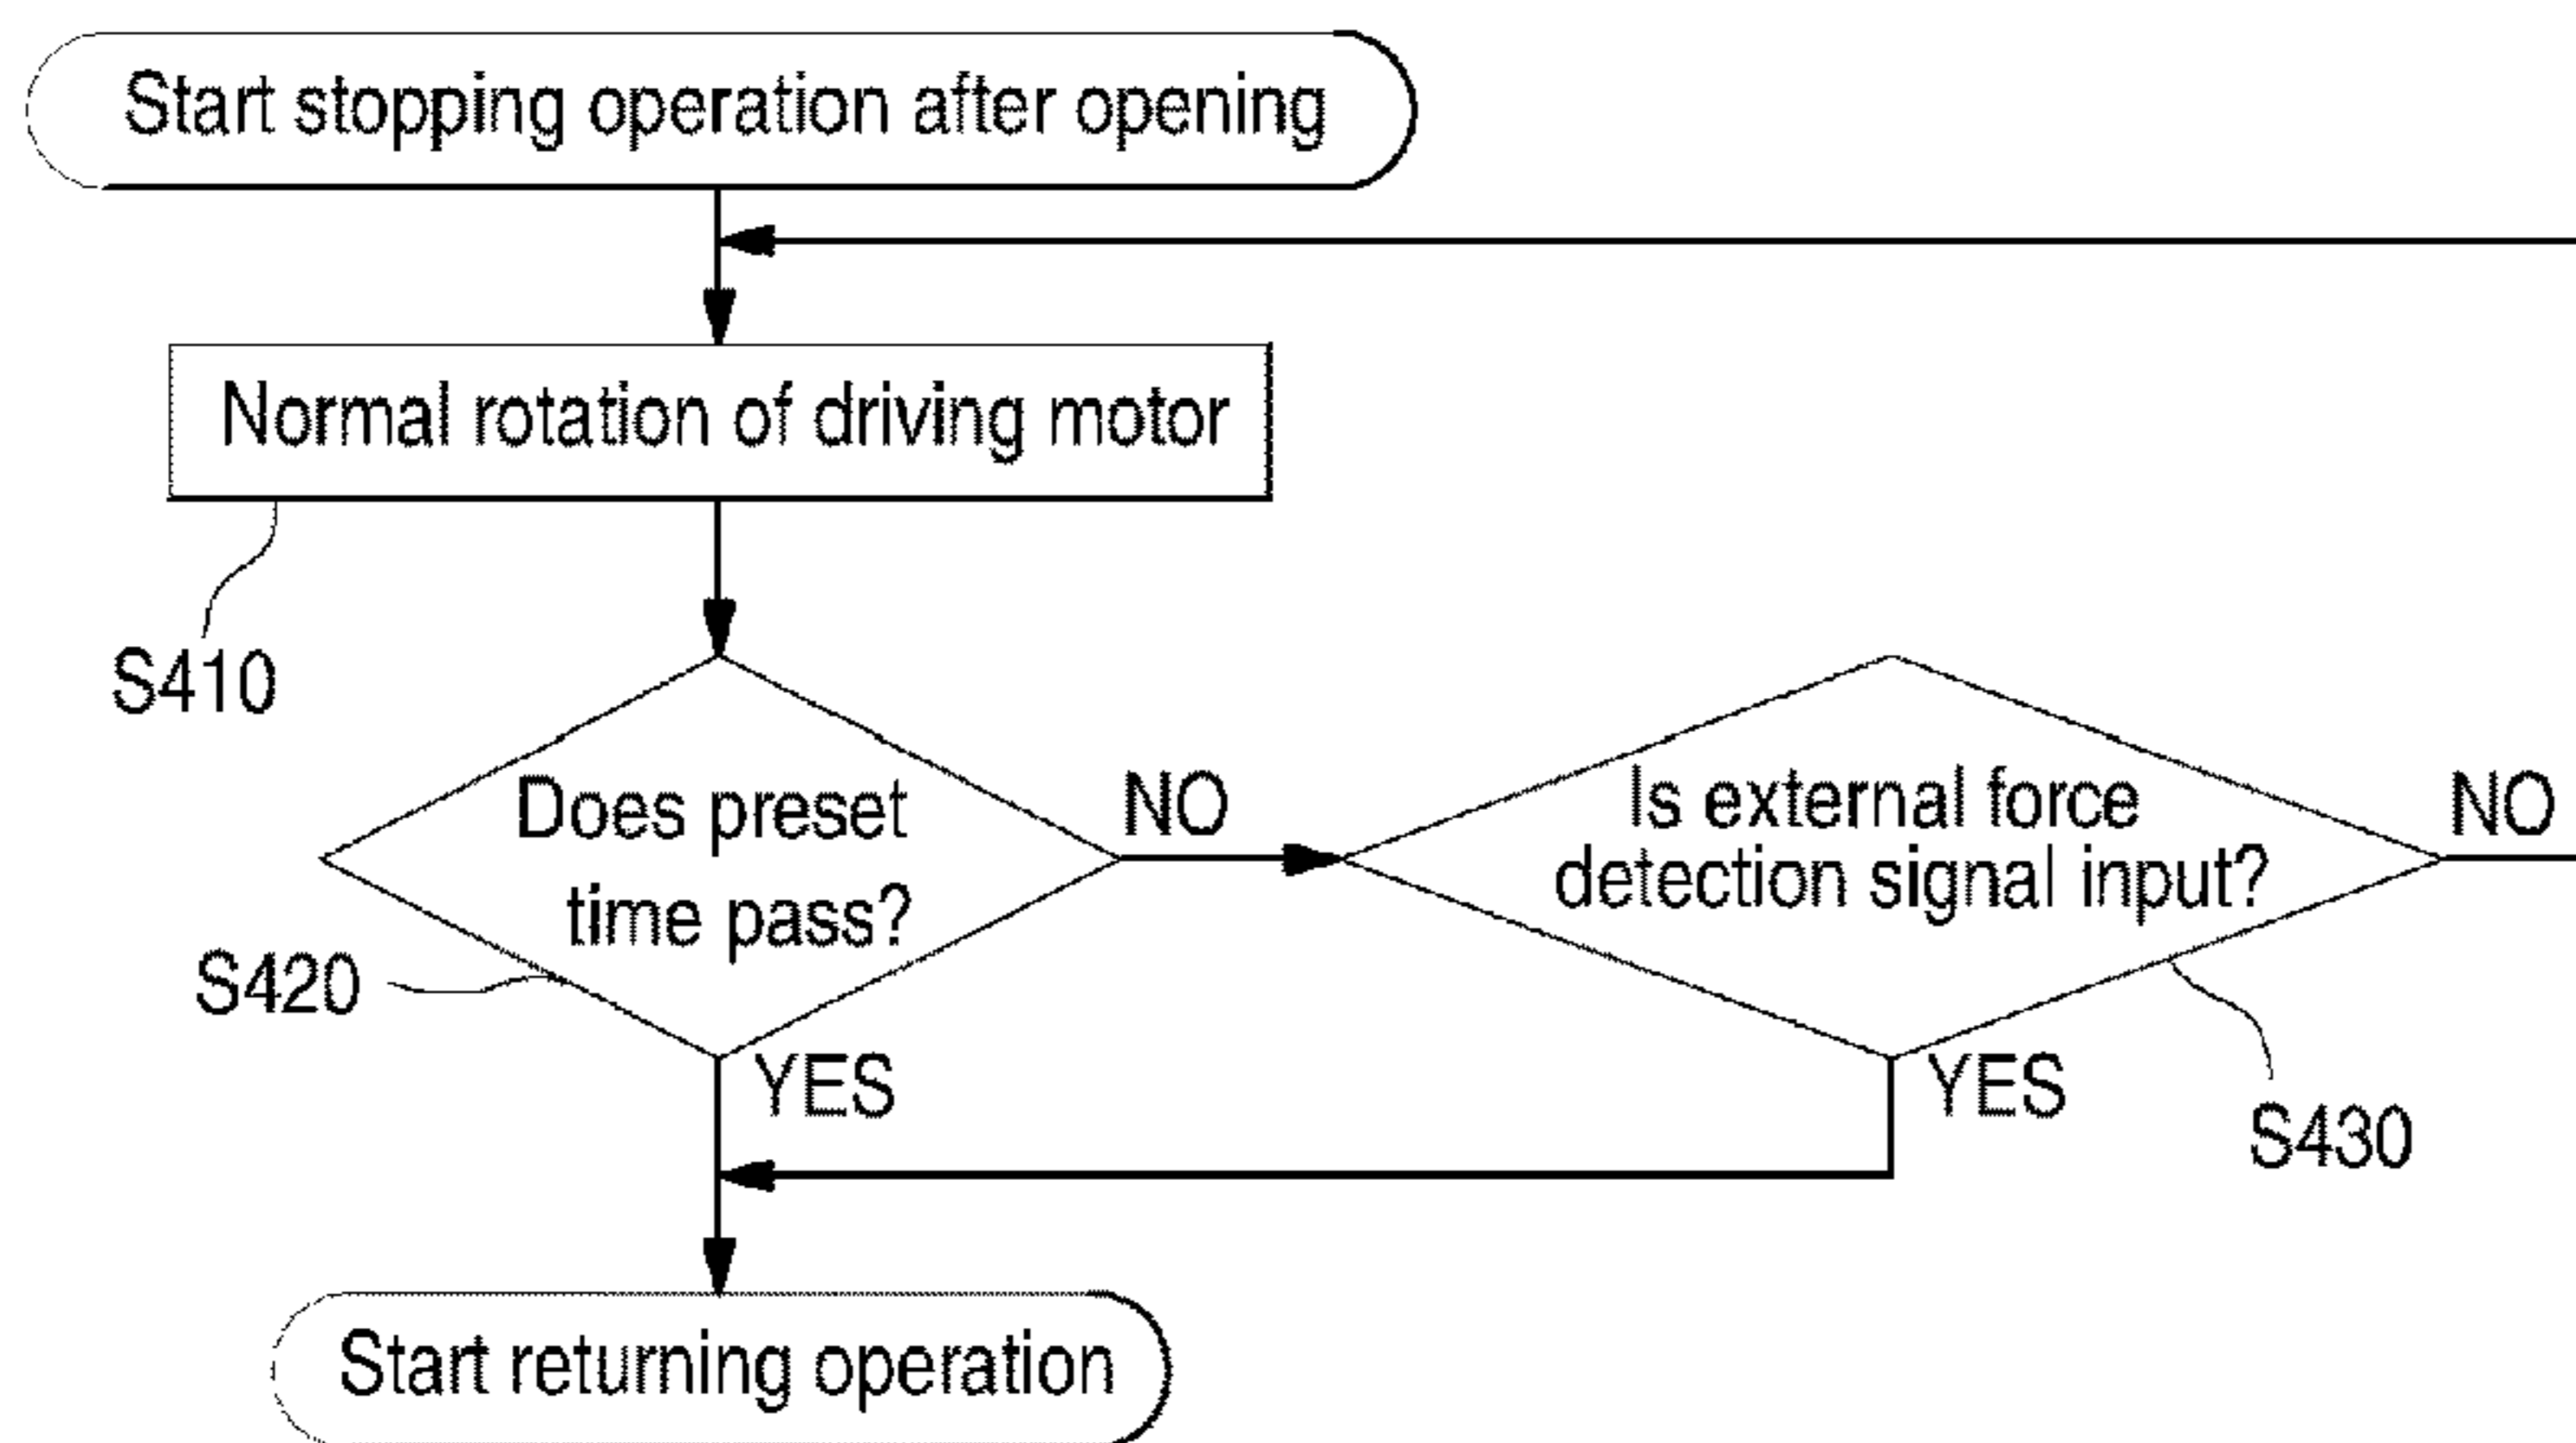 Start stopping operation after opening
Normal rotation of driving motor
S410
Does preset
time pass?
NO
Is external force
detection signal input?
NO
S420
YES
YES
S430
Start returning operation